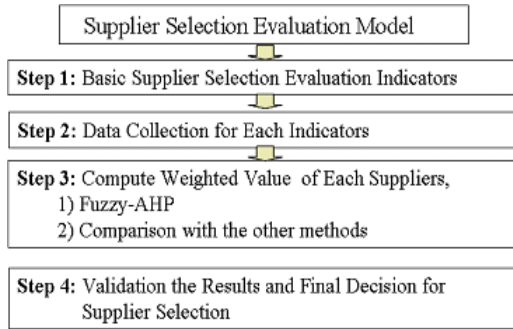 Supplier Selection Evaluation Model
Step 1: Basic Supplier Selection Evaluation Indicators
Step 2: Data Collection for Each Indicators
Step 3: Compute Weighted Value of Each Suppliers,
1) Fuzzy-AHP
2) Comparison with the other methods
Step 4: Validation the Results and Final Decision for
Supplier Selection